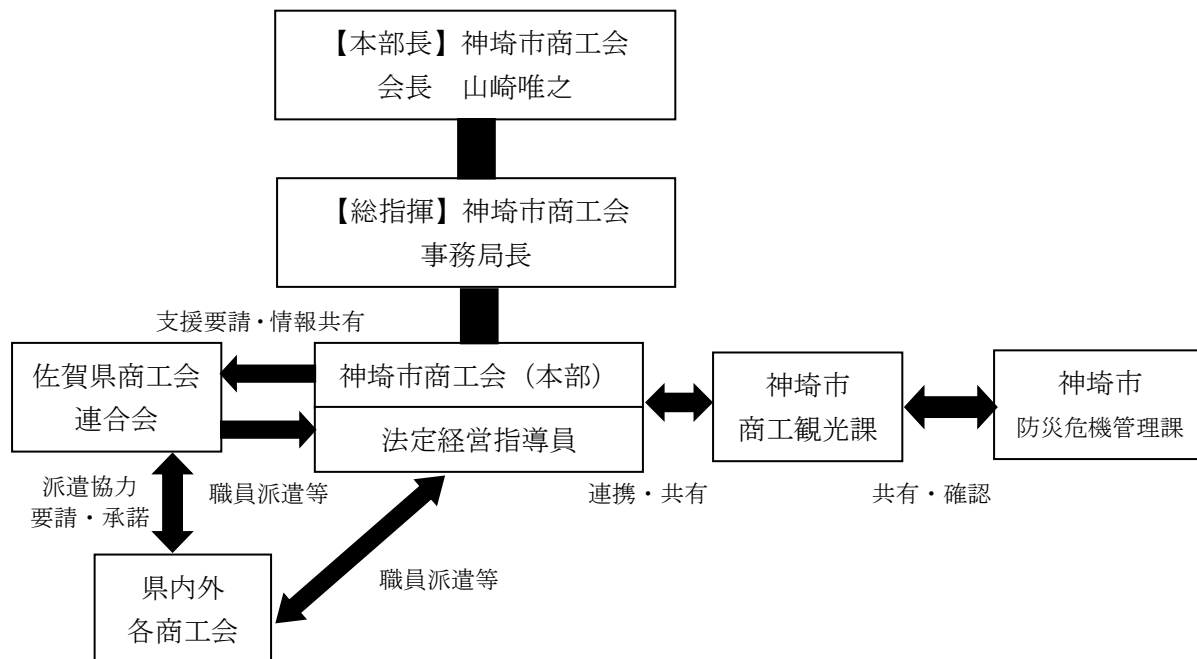 【本部長】神埼市商工会
会長　山崎唯之
【総指揮】神埼市商工会
事務局長
支援要請・情報共有
佐賀県商工会
連合会
神埼市商工会（本部）
法定経営指導員
神埼市
商工観光課
神埼市
防災危機管理課
派遣協力
要請・承諾
職員派遣等
連携・共有
共有・確認
県内外
各商工会
職員派遣等